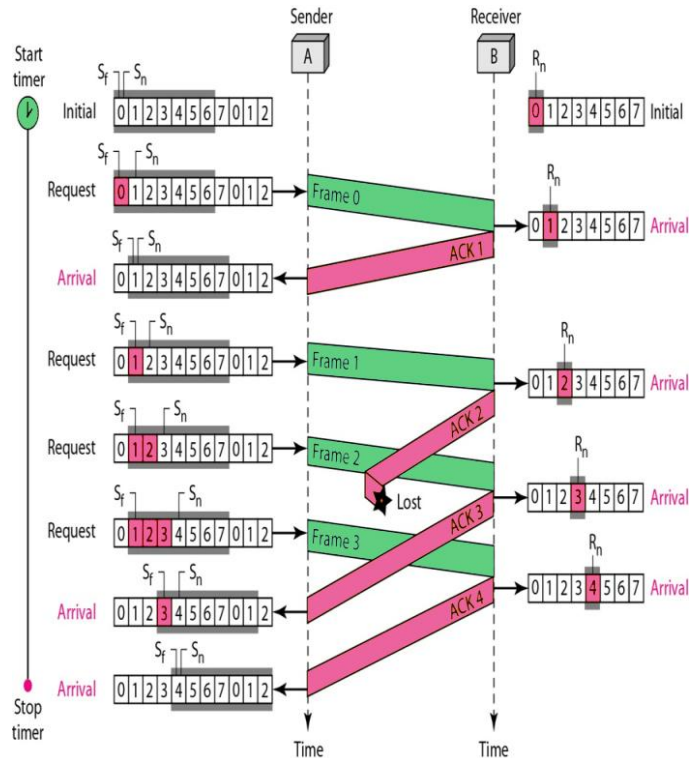 Sender
Receiver
A
B
Start
timer
Sf Sn
Initial
0 1 2 3 4 5 6 7 0 1 2
Rn
0 1 2 3 4 5 6 7
Initial
Sf Sn
Request
0 1 2 3 4 5 6 7 0 1 2
Frame 0
Rn
0 1 2 3 4 5 6 7
Arrival
Sf Sn
Arrival
0 1 2 3 4 5 6 7 0 1 2
ACK 1
Sf Sn
Request
0 1 2 3 4 5 6 7 0 1 2
Frame 1
Rn
0 1 2 3 4 5 6 7
Arrival
ACK 2
Sf Sn
Request
0 1 2 3 4 5 6 7 0 1 2
Frame 2
Lost
Rn
0 1 2 3 4 5 6 7
Arrival
ACK 3
Sf Sn
Request
0 1 2 3 4 5 6 7 0 1 2
Frame 3
Rn
0 1 2 3 4 5 6 7
Arrival
Sf Sn
Arrival
0 1 2 3 4 5 6 7 0 1 2
ACK 4
Sf Sn
Arrival
0 1 2 3 4 5 6 7 0 1 2
Stop
timer
Time
Time